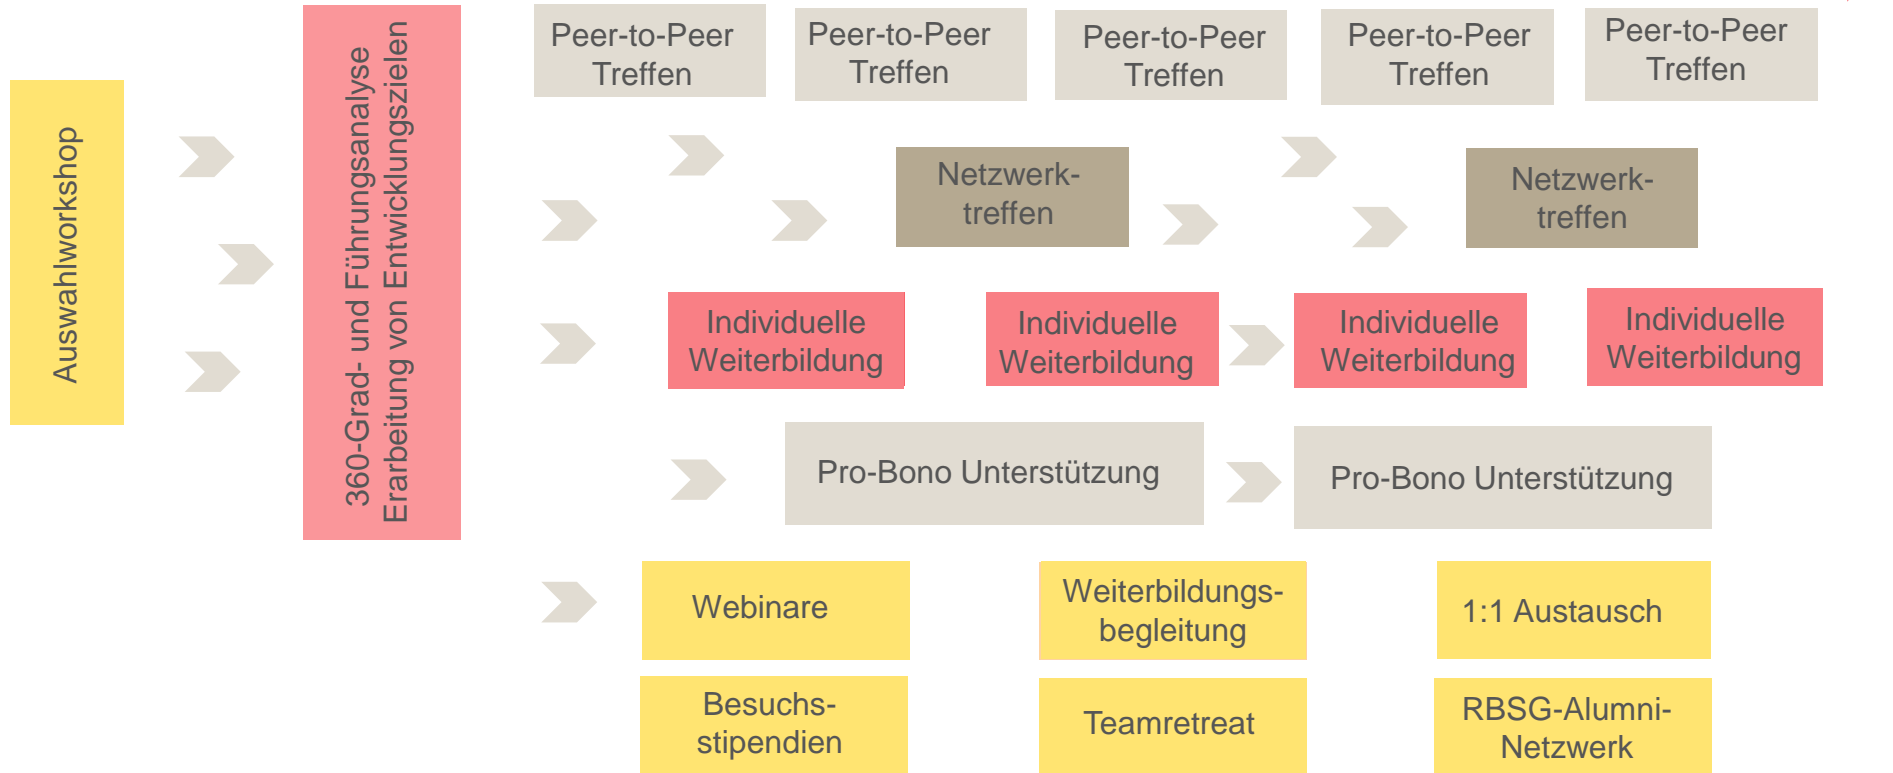 Auswahlworkshop
360-Grad- und Führungsanalyse
Erarbeitung von Entwicklungszielen
Peer-to-Peer
Treffen
Peer-to-Peer
Treffen
Peer-to-Peer
Treffen
Peer-to-Peer
Treffen
Peer-to-Peer
Treffen
Netzwerk-
treffen
Netzwerk-
treffen
Individuelle
Weiterbildung
Individuelle
Weiterbildung
Individuelle
Weiterbildung
Individuelle
Weiterbildung
Pro-Bono Unterstützung
Pro-Bono Unterstützung
Webinare
Weiterbildungs-
begleitung
1:1 Austausch
Besuchs-
stipendien
Teamretreat
RBSG-Alumni-
Netzwerk